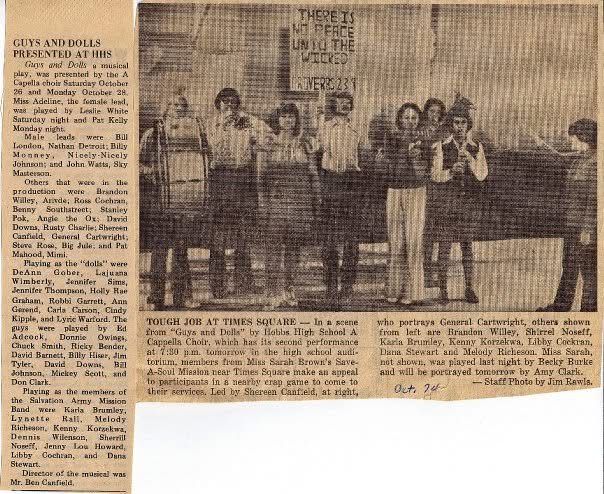 GUYS AND DOLLS
PRESENTED AT HHS
Guys and Dolls a musical
play, was presented by the A
Capella choir Saturday October
26 and Monday October 28.
Miss Adeline, the female lead,
was played by Leslie White
Saturday night and Pat Kelly
Monday night.
Male leads were Bill
London, Nathan Detroit; Billy
Monney, Nicely-Nicely
Johnson; and John Watts, Sky
Masterson.
Others that were in the
production were Brandon
Willey, Arivde; Ross Cochran,
Benny Southstreet; Stanley
Pok, Angie the Ox; David
Downs, Rusty Charlie; Shereen
Canfield, General Cartwright;
Steve Rose, Big Jule; and Pat
Mahood, Mimi.
Playing as the "dolls" were
DeAnn Gober, Lajuana
Wimberly, Jennifer Sims,
Jennifer Thompson, Holly Rae
Graham, Robbi Garrett, Ann
Gerend, Carla Carson, Cindy
Kipple, and Lyric Warford. The
guys were played by Ed
Adcock, Donnie Owings,
Chuck Smith, Ricky Bender,
David Barnett, Billy Hiser, Jim
Tyler, David Downs, Bill
Johnson, Mickey Scott, and
Don Clark.
Playing as the members of
the Salvation Army Mission
Band were Karla Brumley,
Lynette Rall, Melody
Richeson, Kenny Korzekwa,
Dennis Wilenson, Sherrill
Noseff, Jenny Lou Howard,
Libby Cochran, and Dana
Stewart.
Director of the musical was
Mr. Ben Canfield.
THERE IS
NO PEACE
UNTO THE
WICKED
PROVERBS 23:9
TOUGH JOB AT TIMES SQUARE — In a scene
from "Guys and Dolls" by Hobbs High School A
Cappella Choir, which has its second performance
at 7:30 p.m. tomorrow in the high school audi-
torium, members from Miss Sarah Brown's Save-
A-Soul Mission near Times Square make an appeal
to participants in a nearby crap game to come to
their services. Led by Shereen Canfield, at right,
who portrays General Cartwright, others shown
from left are Brandon Willey, Shirrel Noseff,
Karla Brumley, Kenny Korzekwa, Libby Cockran,
Dana Stewart and Melody Richeson. Miss Sarah,
not shown, was played last night by Becky Burke
and will be portrayed tomorrow by Amy Clark.
— Staff Photo by Jim Rawls.
Oct. 74